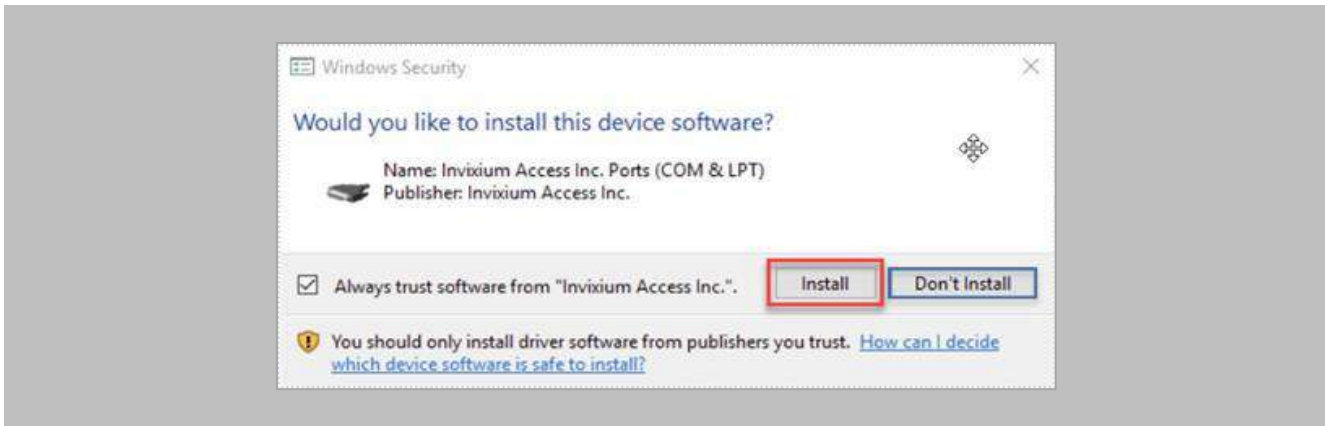 Windows Security
Would you like to install this device software?
Name: Invixium Access Inc. Ports (COM & LPT)
Publisher: Invixium Access Inc.
Always trust software from "Invixium Access Inc.".
Install
Don't Install
You should only install driver software from publishers you trust. How can I decide
which device software is safe to install?